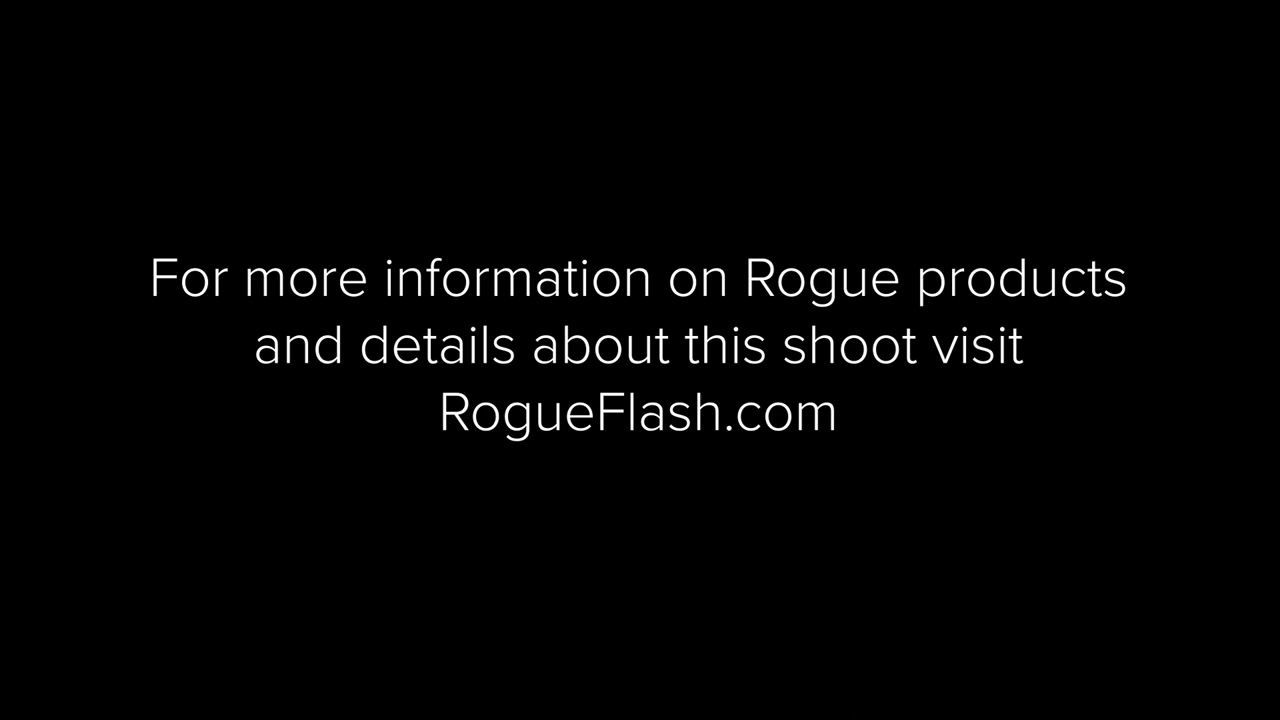 For more information on Rogue products
and details about this shoot visit
RogueFlash.com